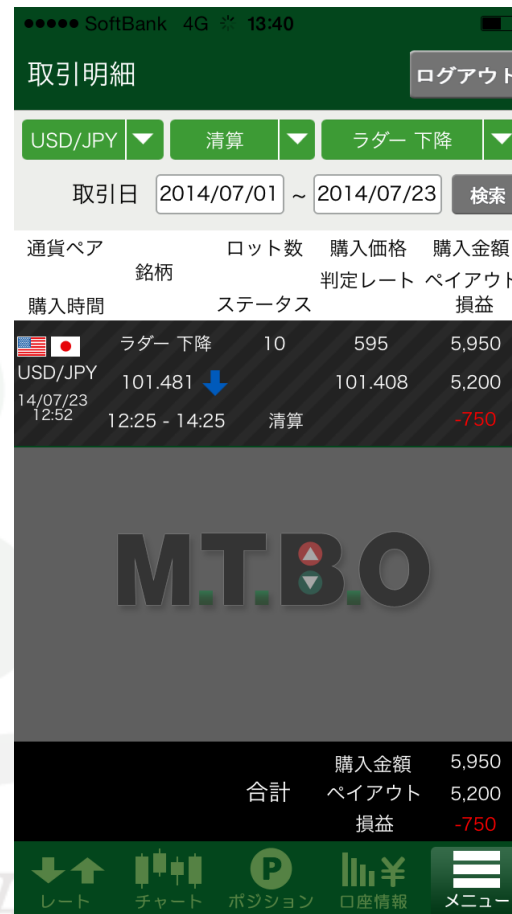 SoftBank 4G 13:40
取引明細
ログアウト
USD/JPY 清算 ラダー 下降
取引日 2014/07/01 ~ 2014/07/23 検索
通貨ペア ロット数 購入価格 購入金額
銘柄
判定レート ペイアウト
購入時間 ステータス 損益
ラダー 下降 10 595 5,950
USD/JPY 101.481 101.408 5,200
14/07/23
12:52 12:25 - 14:25 清算 -750
M.T.B.O
購入金額 5,950
合計 ペイアウト 5,200
損益 -750
P
レート チャート ポジション 口座情報 メニュー